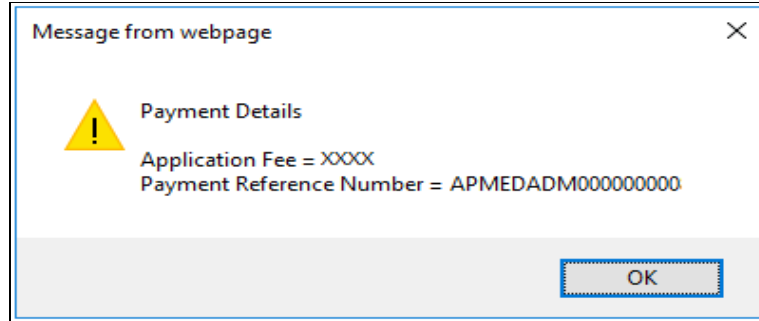 Message from webpage
Payment Details
Application Fee = XXXX
Payment Reference Number = APMEDADM000000000
OK